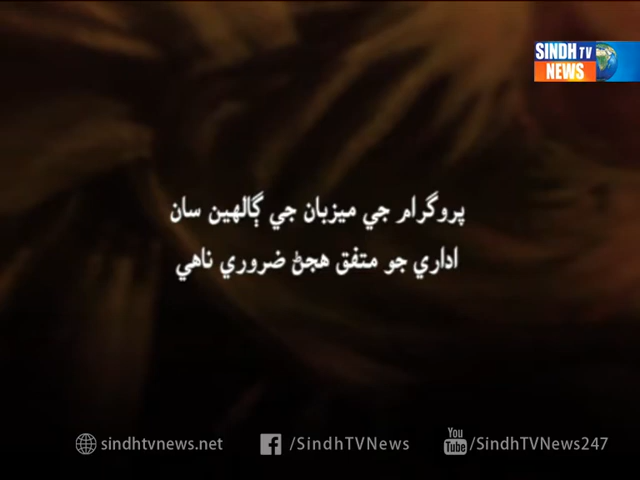 SINDH TV
NEWS
پروگرام جي ميزبان جي ڳالهين سان
اداري جو متفق هجڻ ضروري ناهي
sindhtvnews.net
/SindhTVNews
You
Tube
/SindhTVNews247